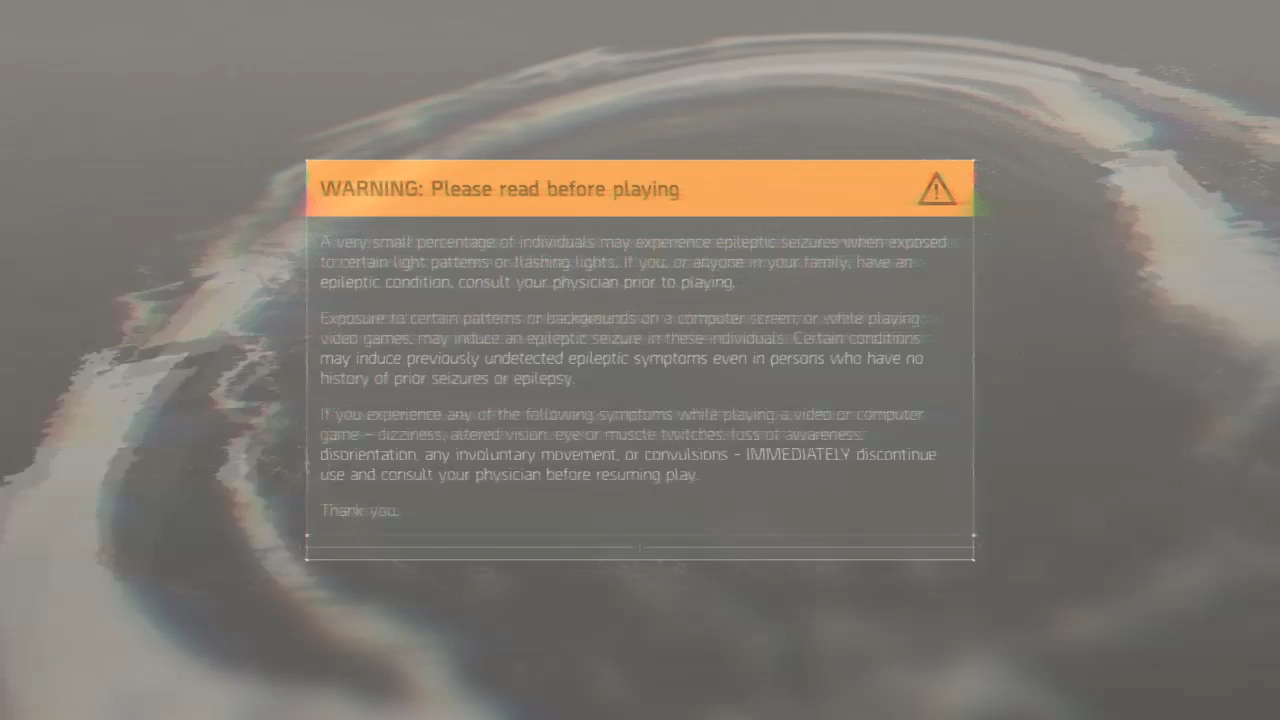 WARNING: Please read before playing
A very small percentage of individuals may experience epileptic seizures when exposed
to certain light patterns or flashing lights. If you, or anyone in your family, have an
epileptic condition, consult your physician prior to playing.
Exposure to certain patterns or backgrounds on a computer screen, or while playing
video games, may induce an epileptic seizure in these individuals. Certain conditions
may induce previously undetected epileptic symptoms even in persons who have no
history of prior seizures or epilepsy.
If you experience any of the following symptoms while playing a video or computer
game - dizziness, altered vision, eye or muscle twitches, loss of awareness,
disorientation, any involuntary movement, or convulsions - IMMEDIATELY discontinue
use and consult your physician before resuming play.
Thank you.